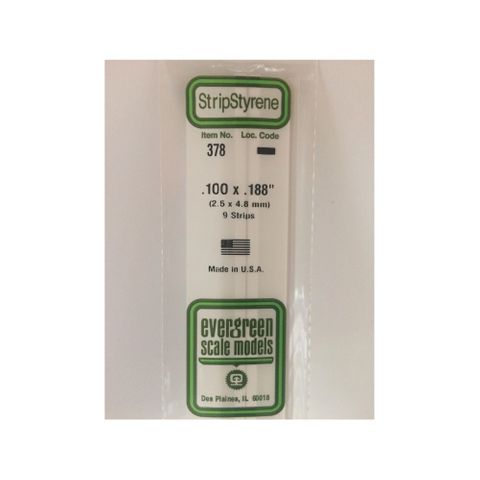 StripStyrene
Item No. Loc. Code
378
.100 x .188"
(2.5 x 4.8 mm)
9 Strips
Made in U.S.A.
evergreen
scale models
Des Plaines, IL 60018